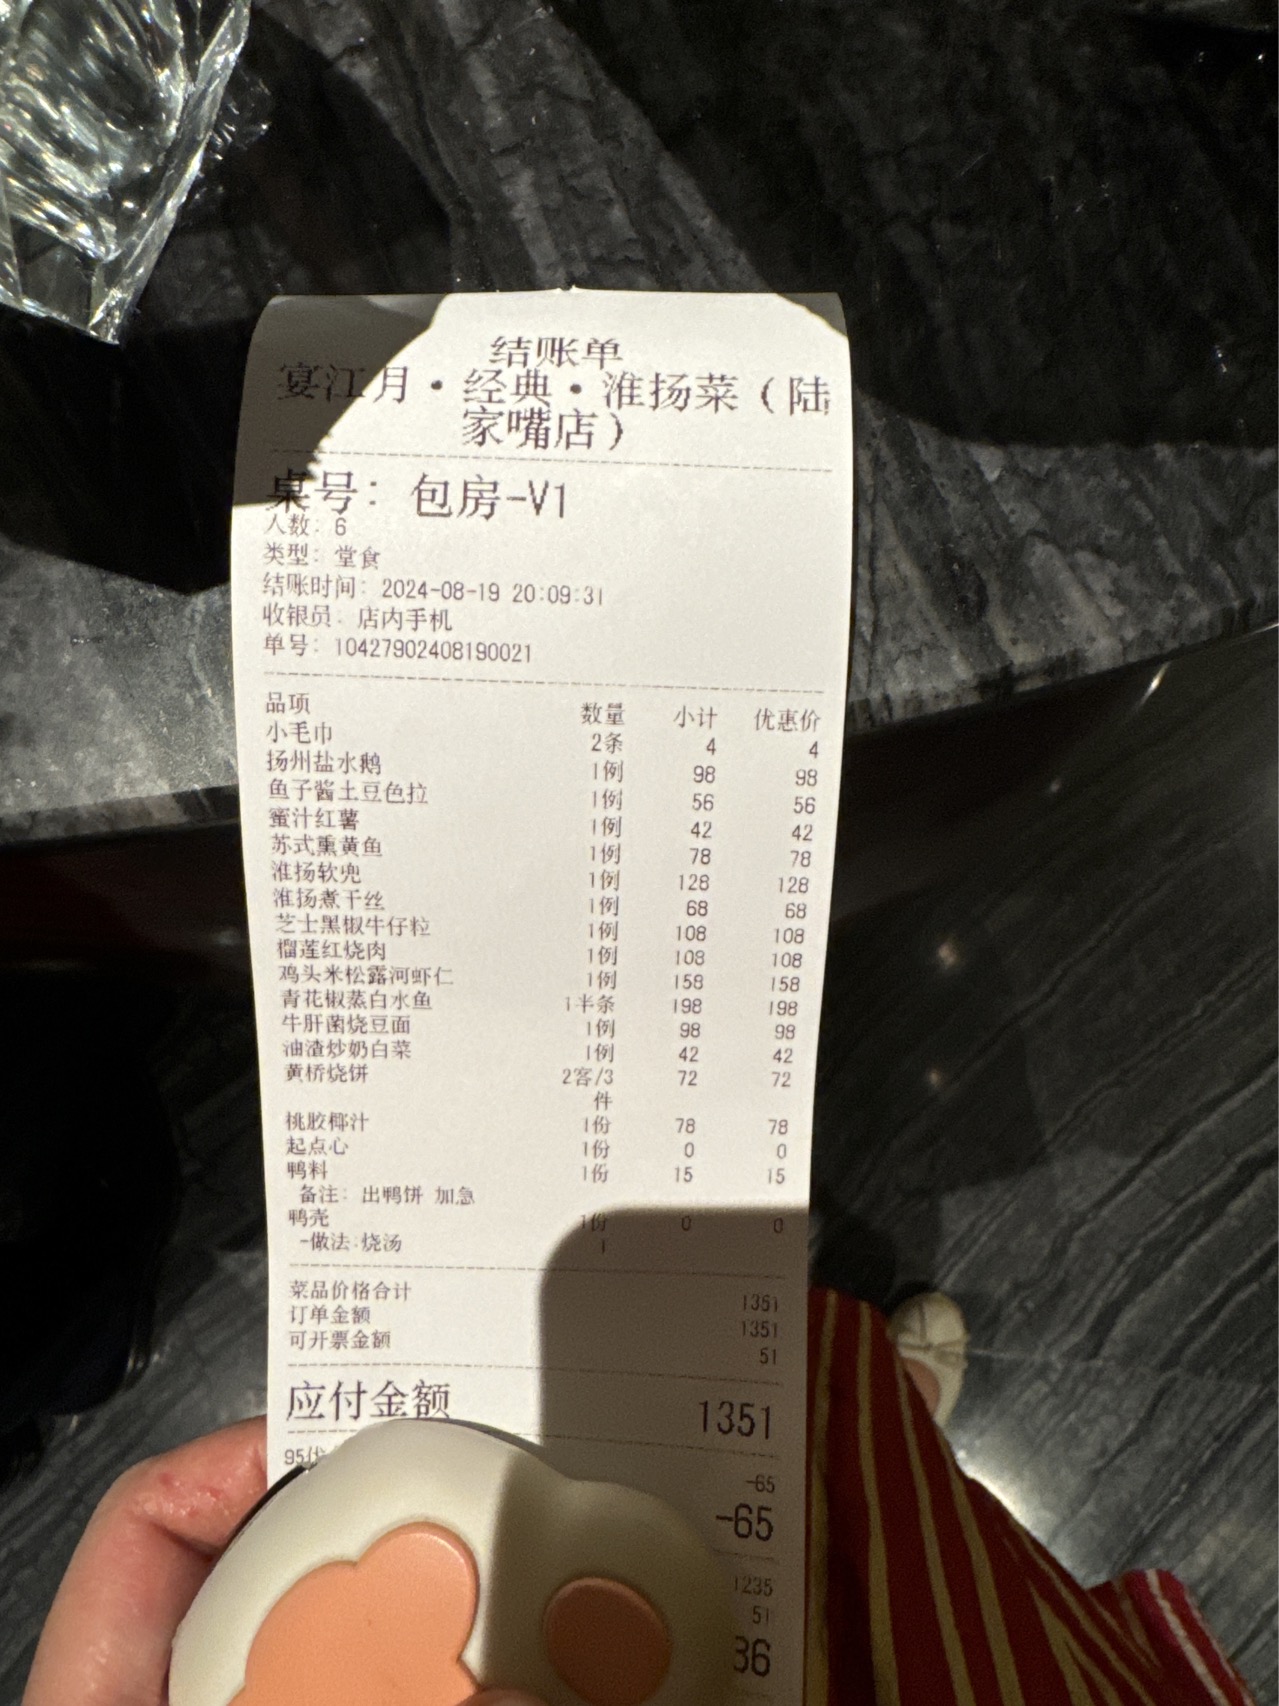 结账单
宴江月·经典·淮扬菜（陆
家嘴店）
桌号：包房-V1
人数：6
类型：堂食
结账时间：2024-08-19 20:09:31
收银员：店内手机
单号：10427902408190021
品项 数量 小计 优惠价
小毛巾 2条 4 4
扬州盐水鹅 1例 98 98
鱼子酱土豆色拉 1例 56 56
蜜汁红薯 1例 42 42
苏式熏黄鱼 1例 78 78
淮扬软兜 1例 128 128
淮扬煮干丝 1例 68 68
芝士黑椒牛仔粒 1例 108 108
榴莲红烧肉 1例 108 108
鸡头米松露河虾仁 1例 158 158
青花椒蒸白水鱼 1半条 198 198
牛肝菌烧豆面 1例 98 98
油渣炒奶白菜 1例 42 42
黄桥烧饼 2客/3 72 72
件
桃胶椰汁 1份 78 78
起点心 1份 0 0
鸭料 1份 15 15
备注：出鸭饼 加急
鸭壳 1份 0 0
-做法:烧汤 1
菜品价格合计 1351
订单金额 1351
可开票金额 51
应付金额 1351
95 -65
-65
1235
51
36